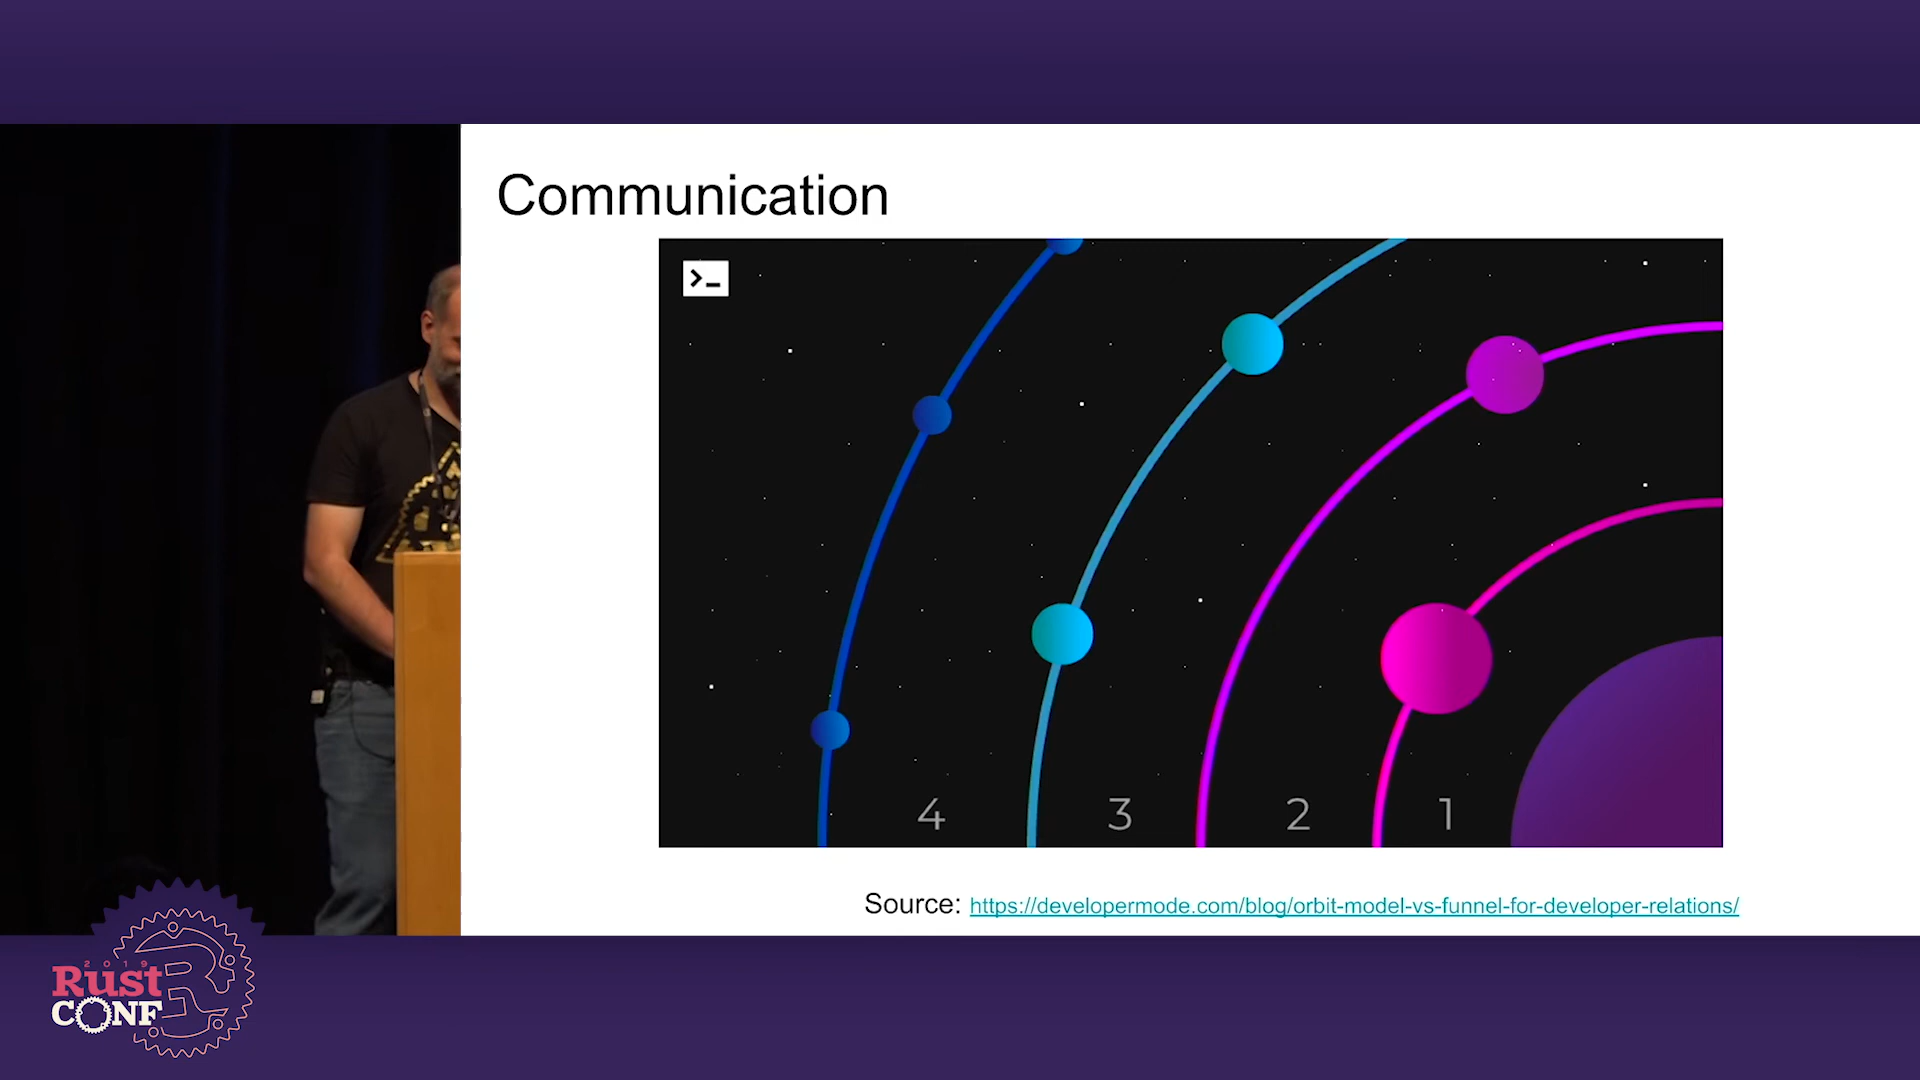 Communication
>_
4 3 2 1
Source: https://developermode.com/blog/orbit-model-vs-funnel-for-developer-relations/
2019
Rust
CONF